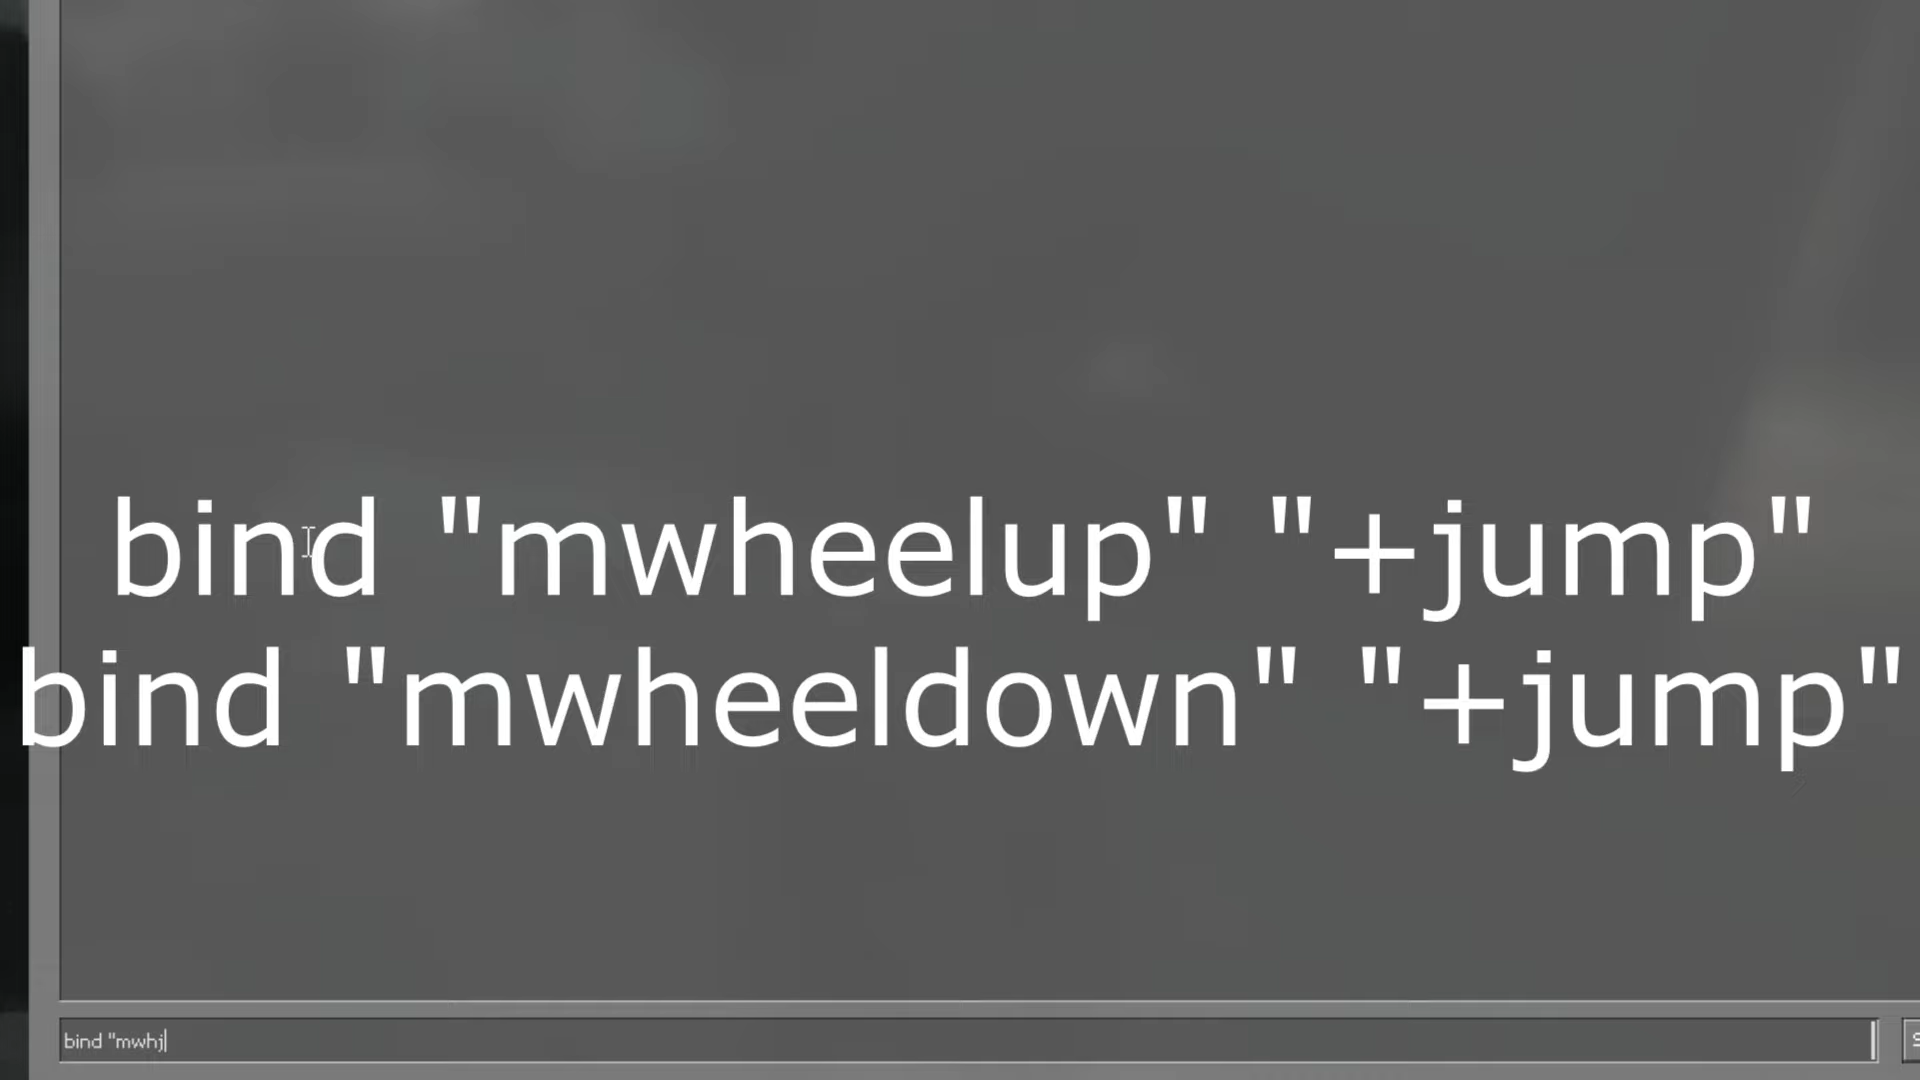 bind "mwheelup" "+jump"
bind "mwheeldown" "+jump"
bind "mwhj